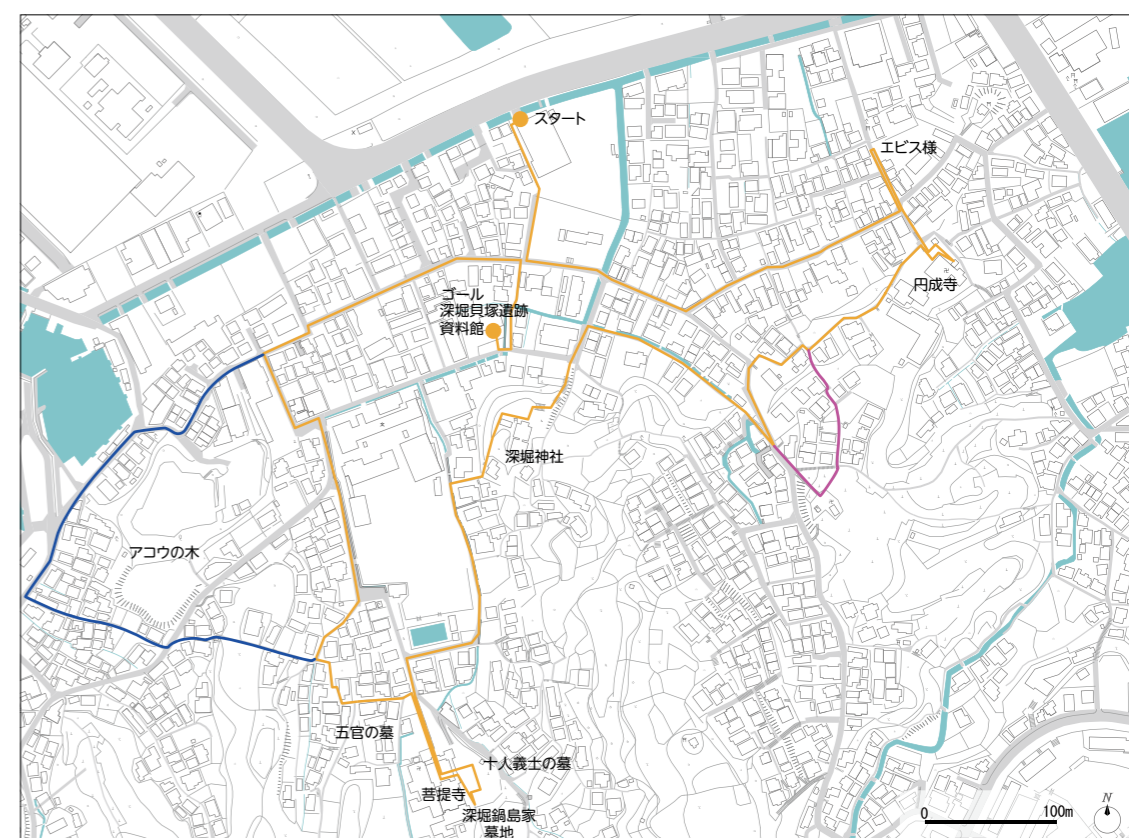 スタート
エビス様
円成寺
ゴール
深堀貝塚遺跡
資料館
深堀神社
アコウの木
五官の墓
十人義士の墓
菩提寺
深堀鍋島家
墓地
0 100m
N